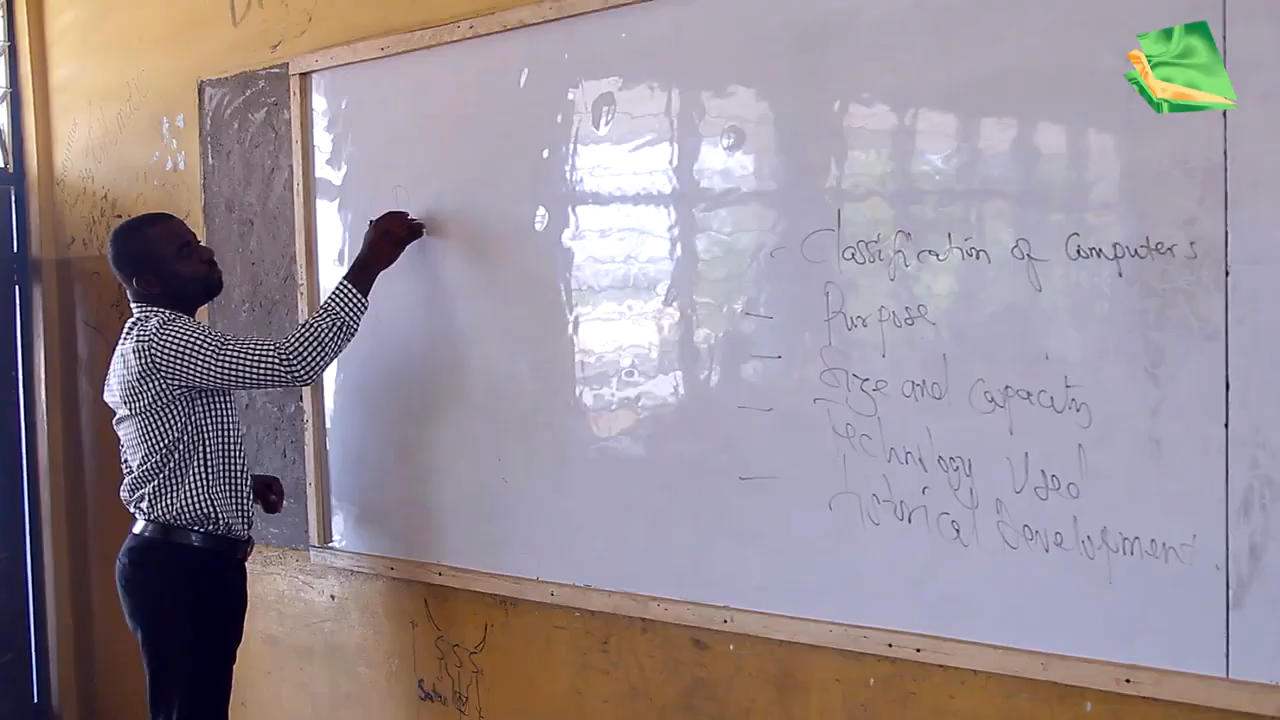 - Classification of Computers
- Purpose
- Size and Capacity
- Technology Used
- historical Development.